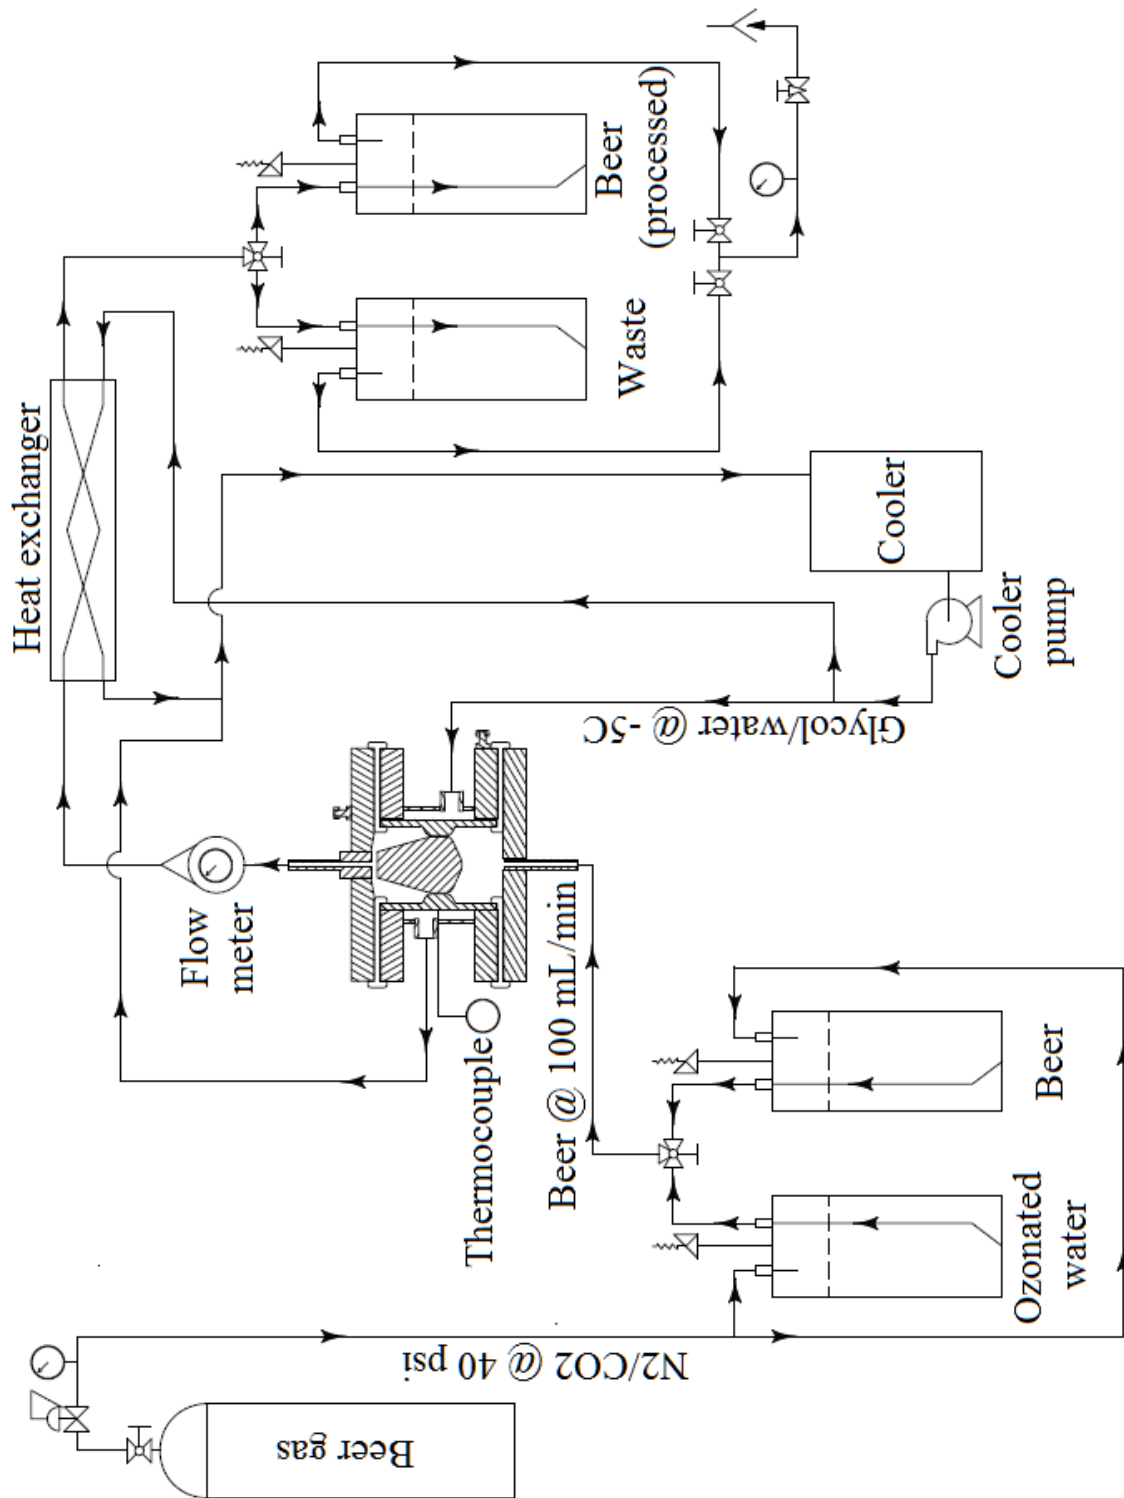 Heat exchanger
Beer
(processed)
Waste
Cooler
Cooler
pump
Glycol/water @ -5C
Flow
meter
Thermocouple
Beer @ 100 mL/min
Beer
Ozonated
water
N2/CO2 @ 40 psi
Beer gas